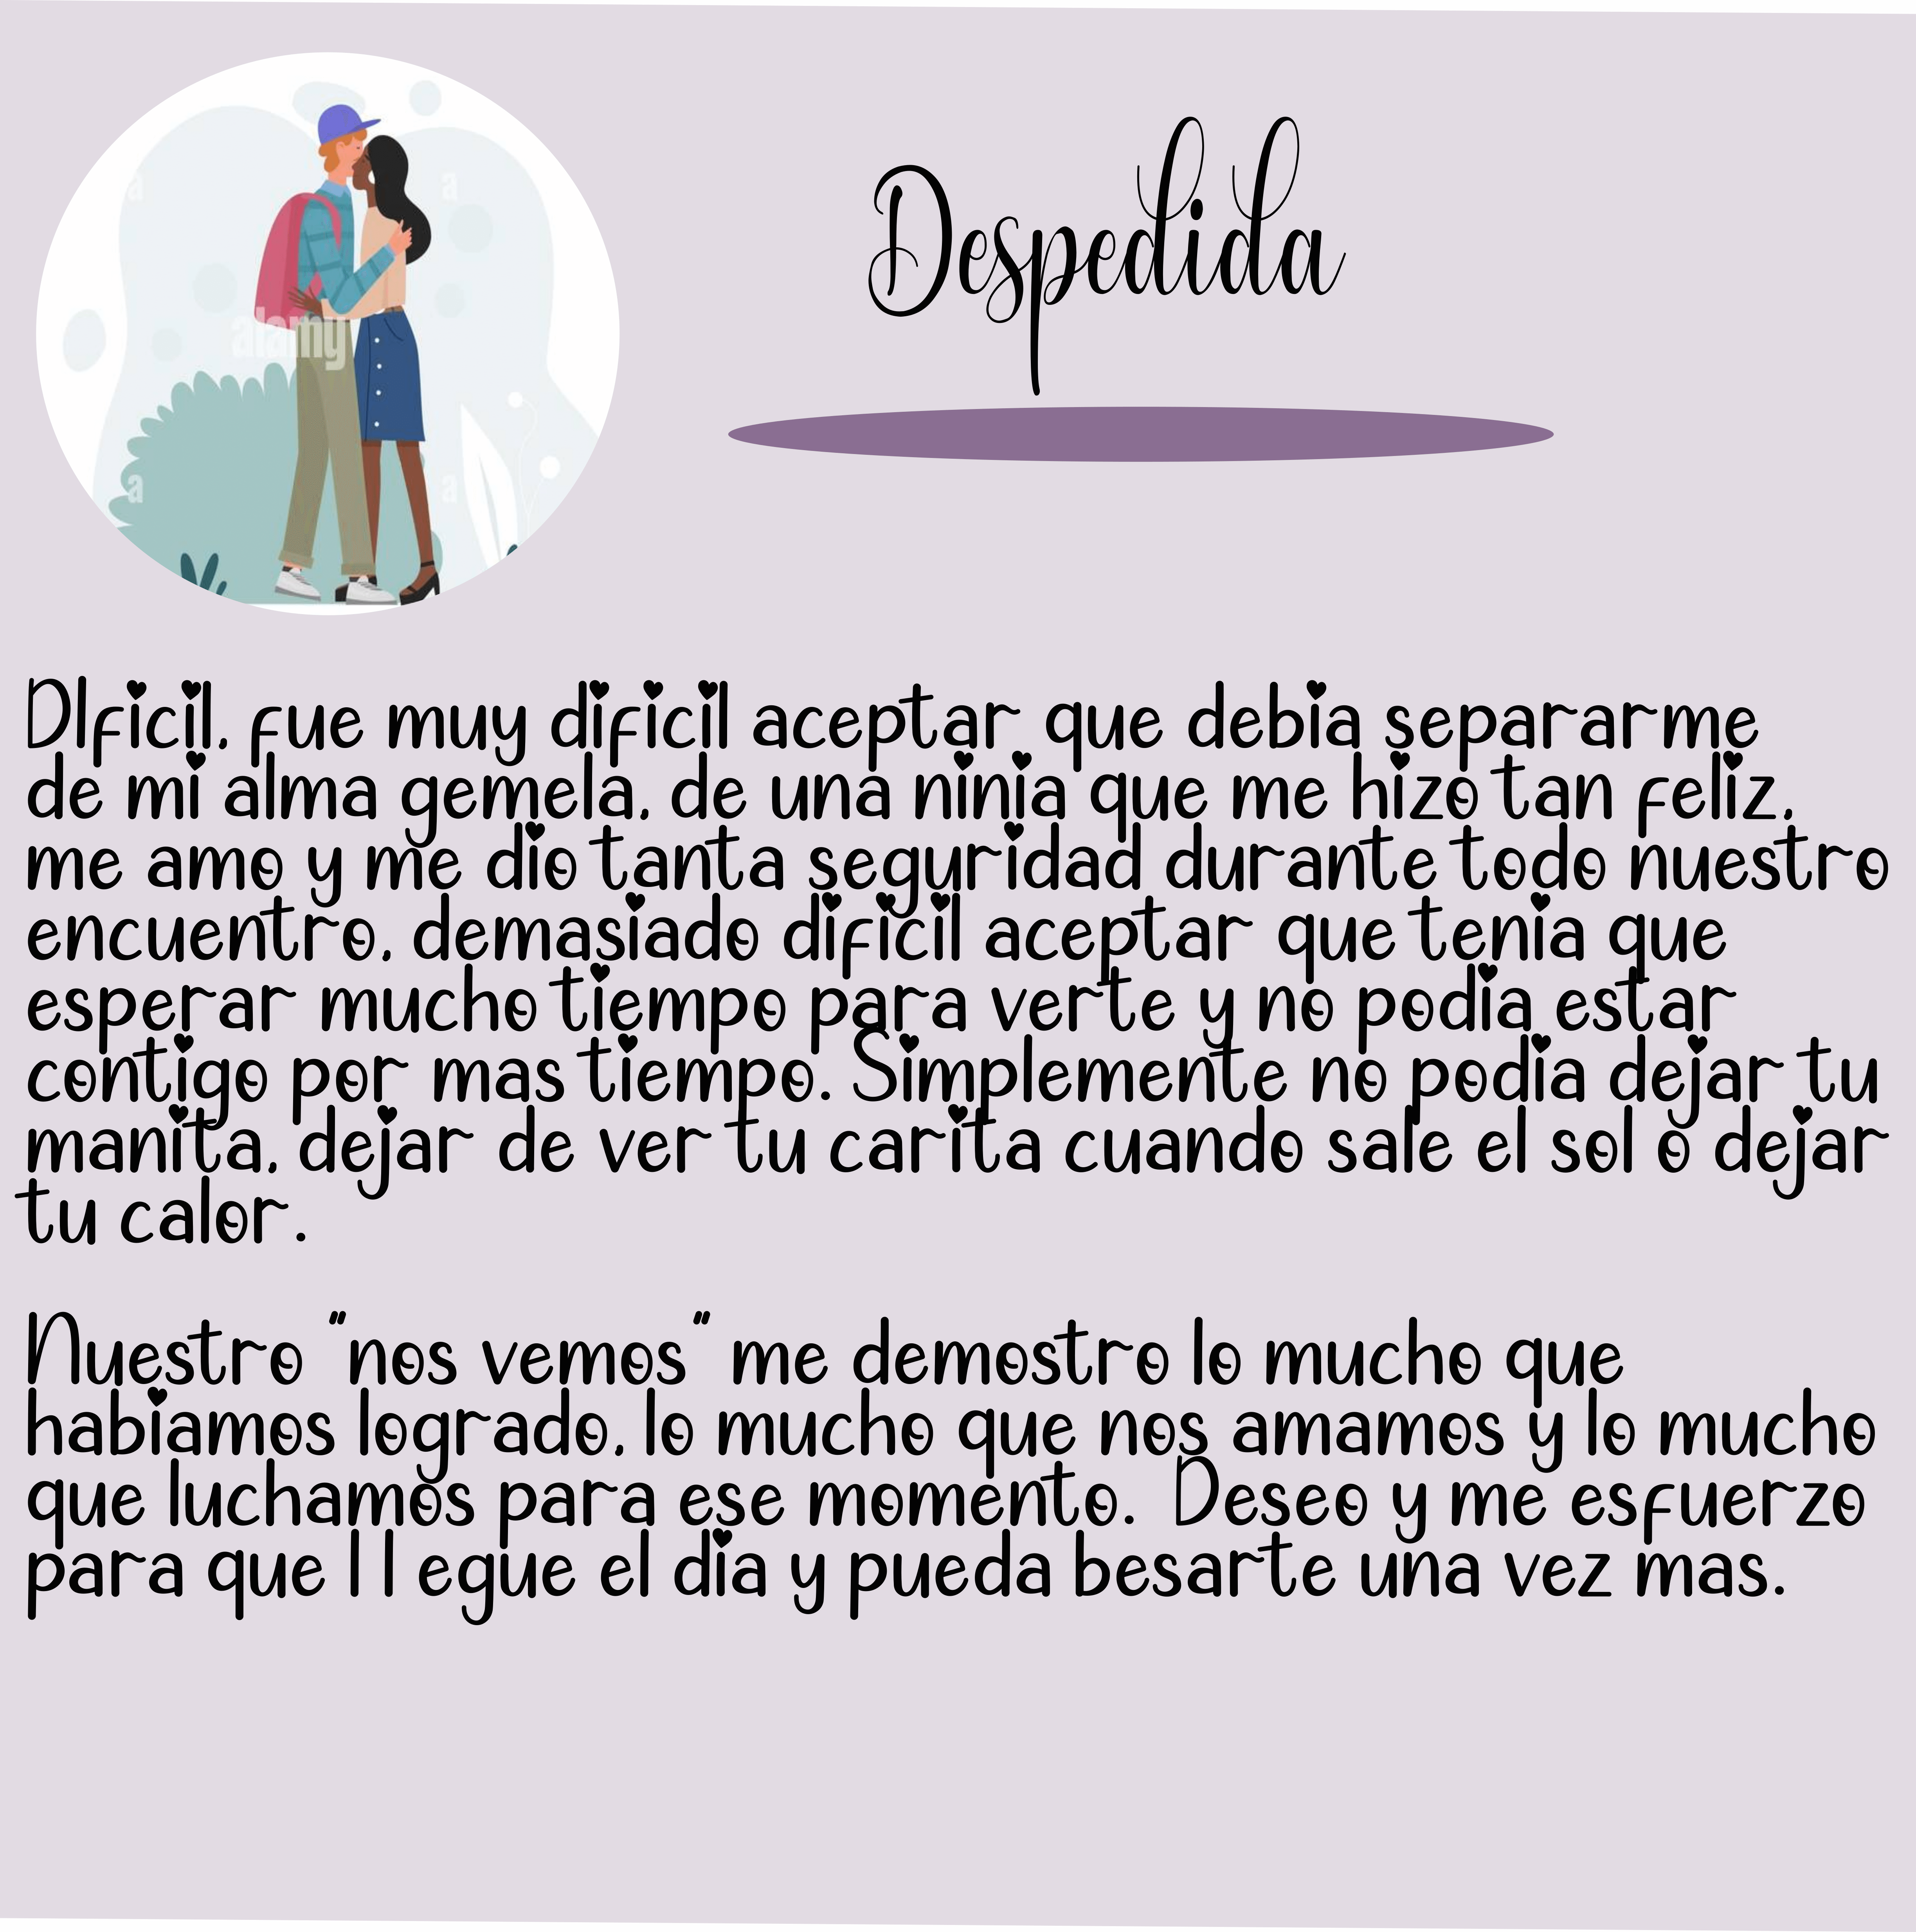 Despedida
alamy
a
a
a
a
DIficil, fue muy dificil aceptar que debia separarme
de mi alma gemela, de una ninia que me hizo tan feliz,
me amo y me dio tanta seguridad durante todo nuestro
encuentro, demasiado dificil aceptar que tenia que
esperar mucho tiempo para verte y no podia estar
contigo por mas tiempo. Simplemente no podia dejar tu
manita, dejar de ver tu carita cuando sale el sol o dejar
tu calor.
Nuestro "nos vemos" me demostro lo mucho que
habiamos logrado, lo mucho que nos amamos y lo mucho
que luchamos para ese momento. Deseo y me esfuerzo
para que ll egue el dia y pueda besarte una vez mas.